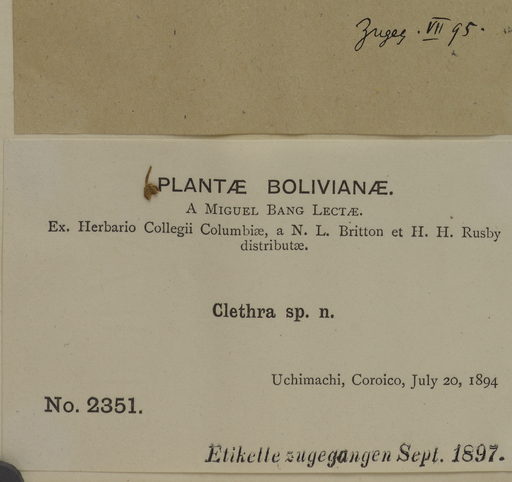 Zugeg. VII 95.
PLANTÆ BOLIVIANÆ.
A MIGUEL BANG LECTÆ.
Ex. Herbario Collegii Columbiæ, a N. L. Britton et H. H. Rusby
distributæ.
Clethra sp. n.
Uchimachi, Coroico, July 20, 1894
No. 2351.
Etikette zugegangen Sept. 1897.